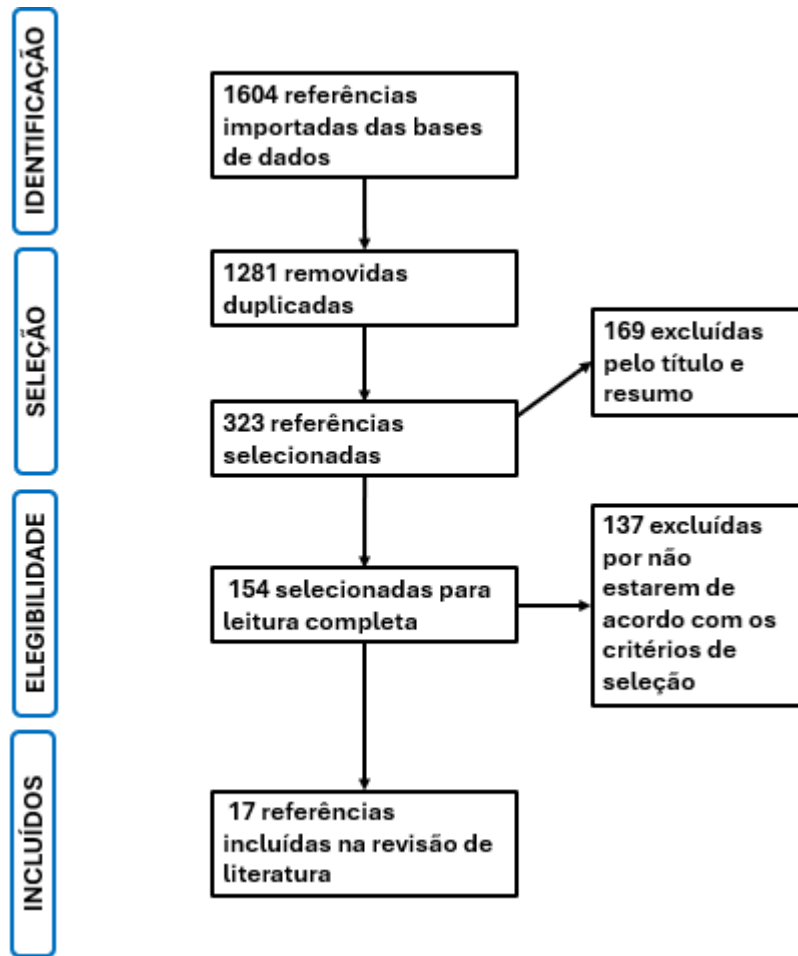 IDENTIFICAÇÃO
1604 referências
importadas das bases
de dados
SELEÇÃO
1281 removidas
duplicadas
169 excluídas
pelo título e
resumo
323 referências
selecionadas
ELEGIBILIDADE
137 excluídas
por não
estarem de
acordo com os
critérios de
seleção
154 selecionadas para
leitura completa
INCLUÍDOS
17 referências
incluídas na revisão de
literatura